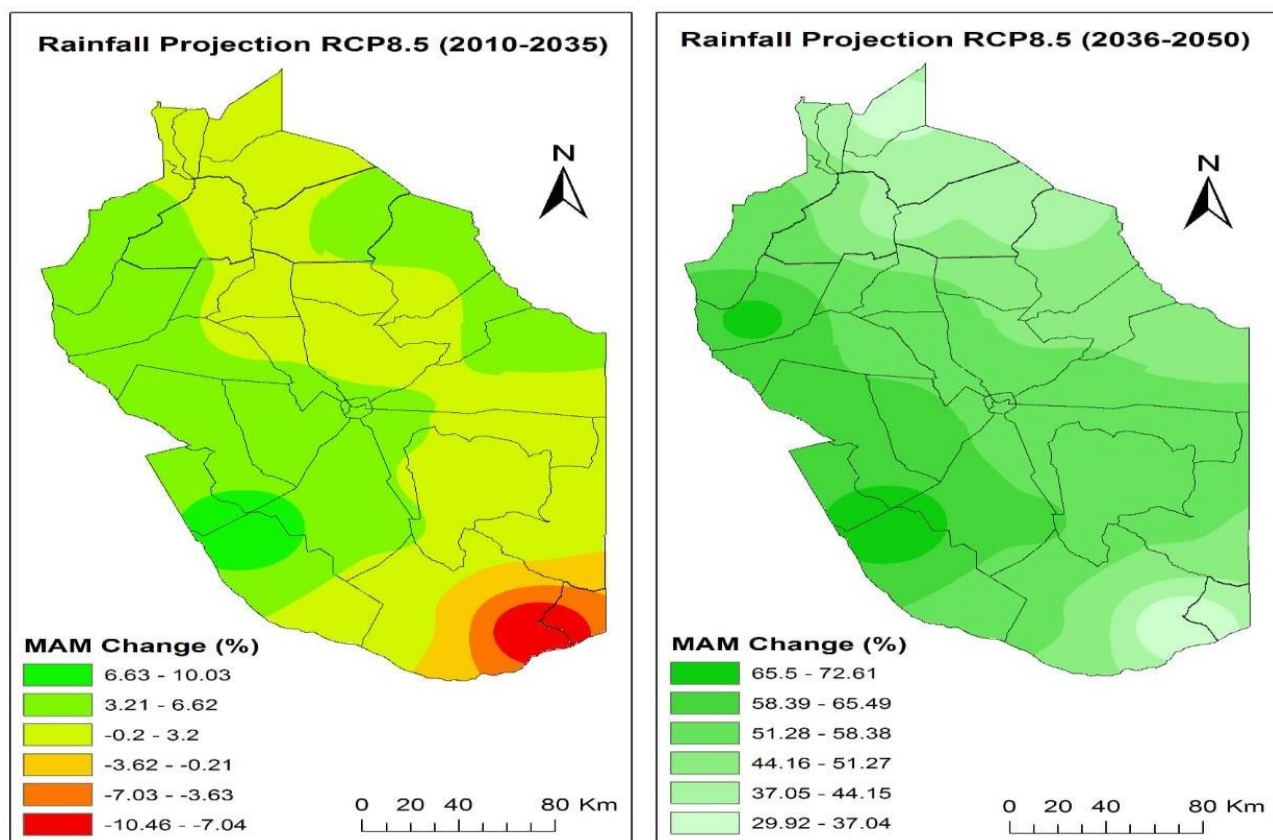 Rainfall Projection RCP8.5 (2010-2035)
N
MAM Change (%)
6.63 - 10.03
3.21 - 6.62
-0.2 - 3.2
-3.62 - -0.21
-7.03 - -3.63
-10.46 - -7.04
0 20 40 80 Km
Rainfall Projection RCP8.5 (2036-2050)
N
MAM Change (%)
65.5 - 72.61
58.39 - 65.49
51.28 - 58.38
44.16 - 51.27
37.05 - 44.15
29.92 - 37.04
0 20 40 80 Km